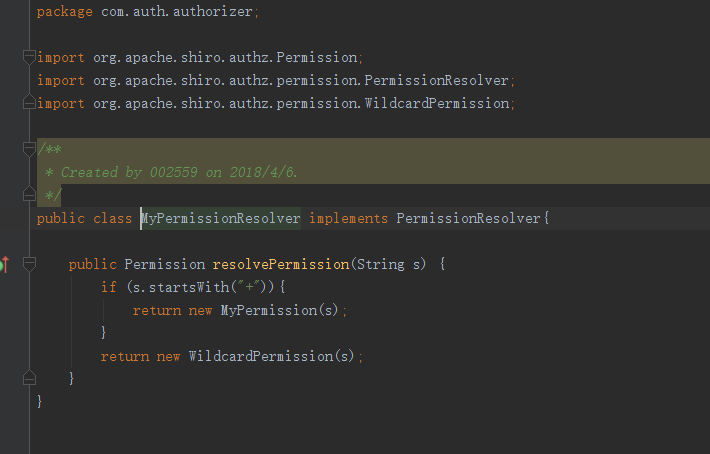 package com.auth.authorizer;
import org.apache.shiro.authz.Permission;
import org.apache.shiro.authz.permission.PermissionResolver;
import org.apache.shiro.authz.permission.WildcardPermission;
/**
 * Created by 002559 on 2018/4/6.
 */
public class MyPermissionResolver implements PermissionResolver{
    public Permission resolvePermission(String s) {
        if (s.startsWith("+")){
            return new MyPermission(s);
        }
        return new WildcardPermission(s);
    }
}